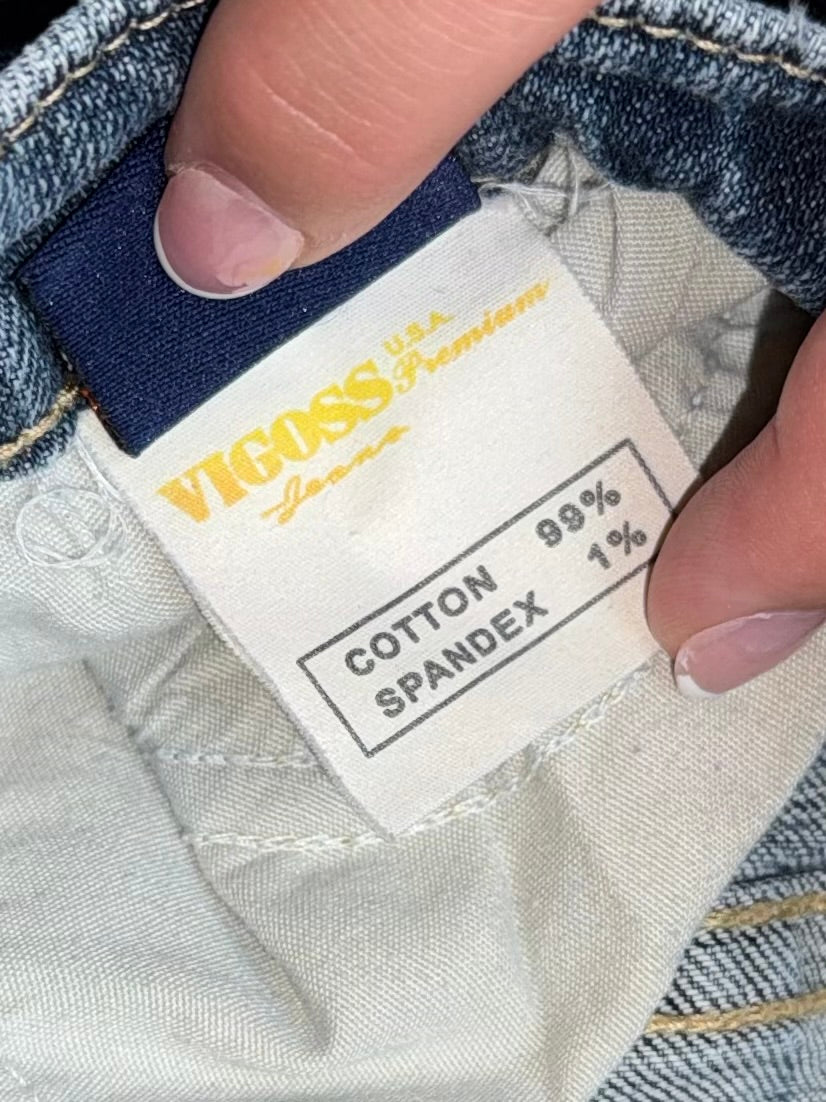 U.S.A.
VIGOSS Premium
Jeans
COTTON 99%
SPANDEX 1%